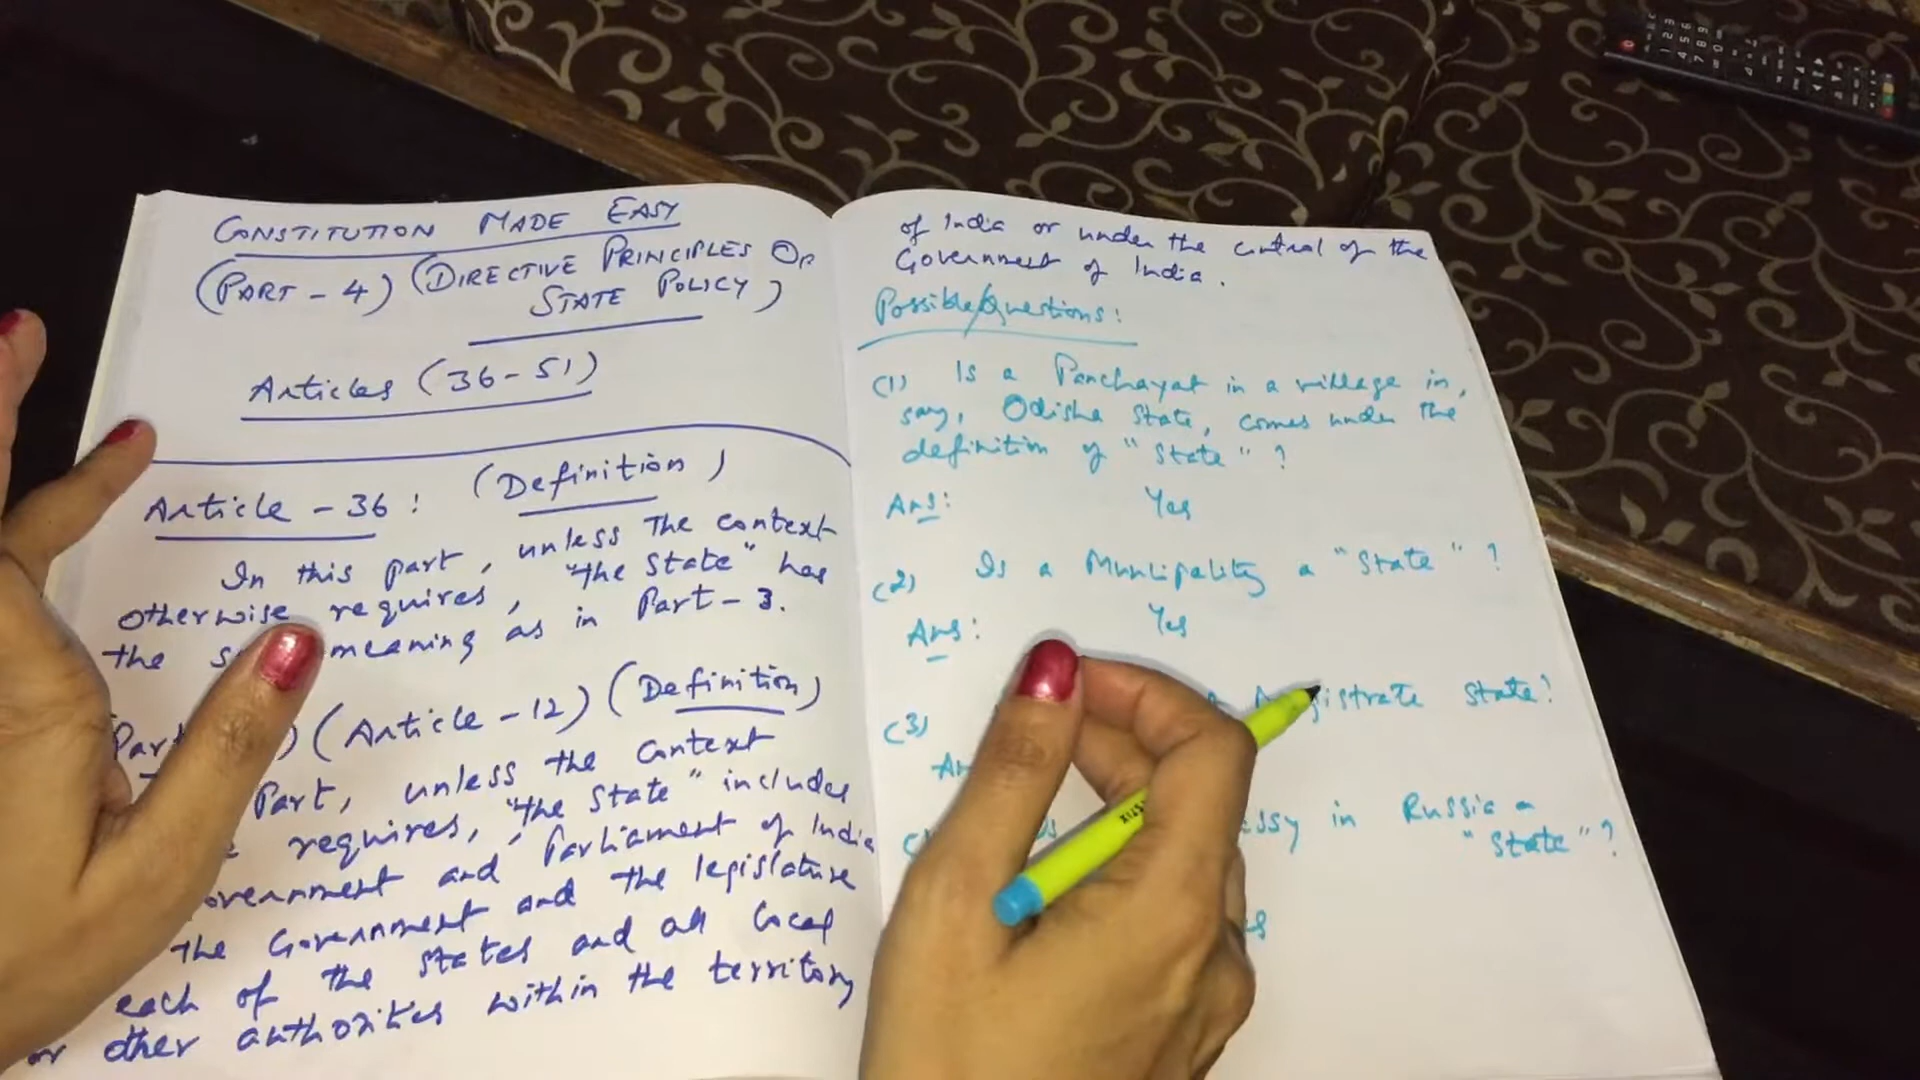 CONSTITUTION MADE EASY
(PART-4) (DIRECTIVE PRINCIPLES OF
STATE POLICY)
Articles (36-51)
Article-36: (Definition)
In this part, unless the context
otherwise requires, "the State" has
the meaning as in Part-3.
(Article-12) (Definition)
Part, unless the context
requires, "the State" includes
and Parliament of India
the Government and the legislature
each of the states and all local
or other authorities within the territory
of India or under the control of the
Government of India.
Possible Questions:
(1) Is a Panchayat in a village in,
say, Odisha State, comes under the
definition of "State"?
Ans: Yes
(2) Is a Municipality a "State"?
Ans: Yes
(3) State?
in Russia a
"State"?